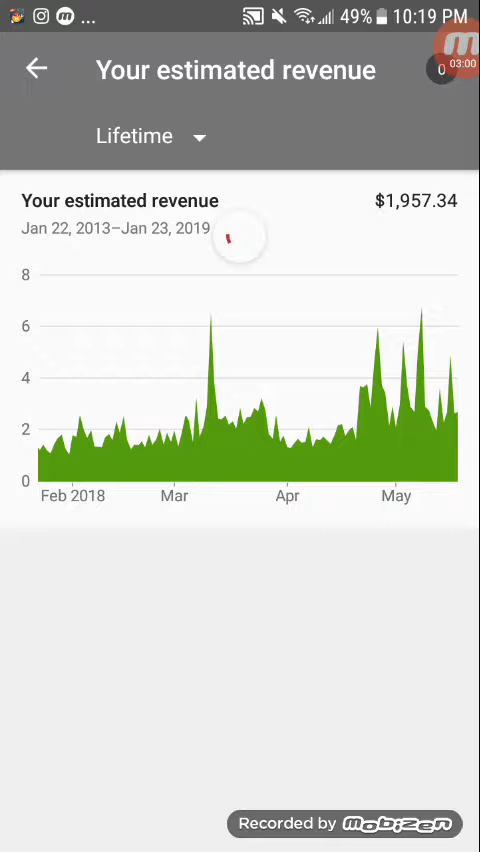 ... 49% 10:19 PM
Your estimated revenue
0 03:00
Lifetime
Your estimated revenue $1,957.34
Jan 22, 2013–Jan 23, 2019
8
6
4
2
0
Feb 2018 Mar Apr May
Recorded by Mobizen